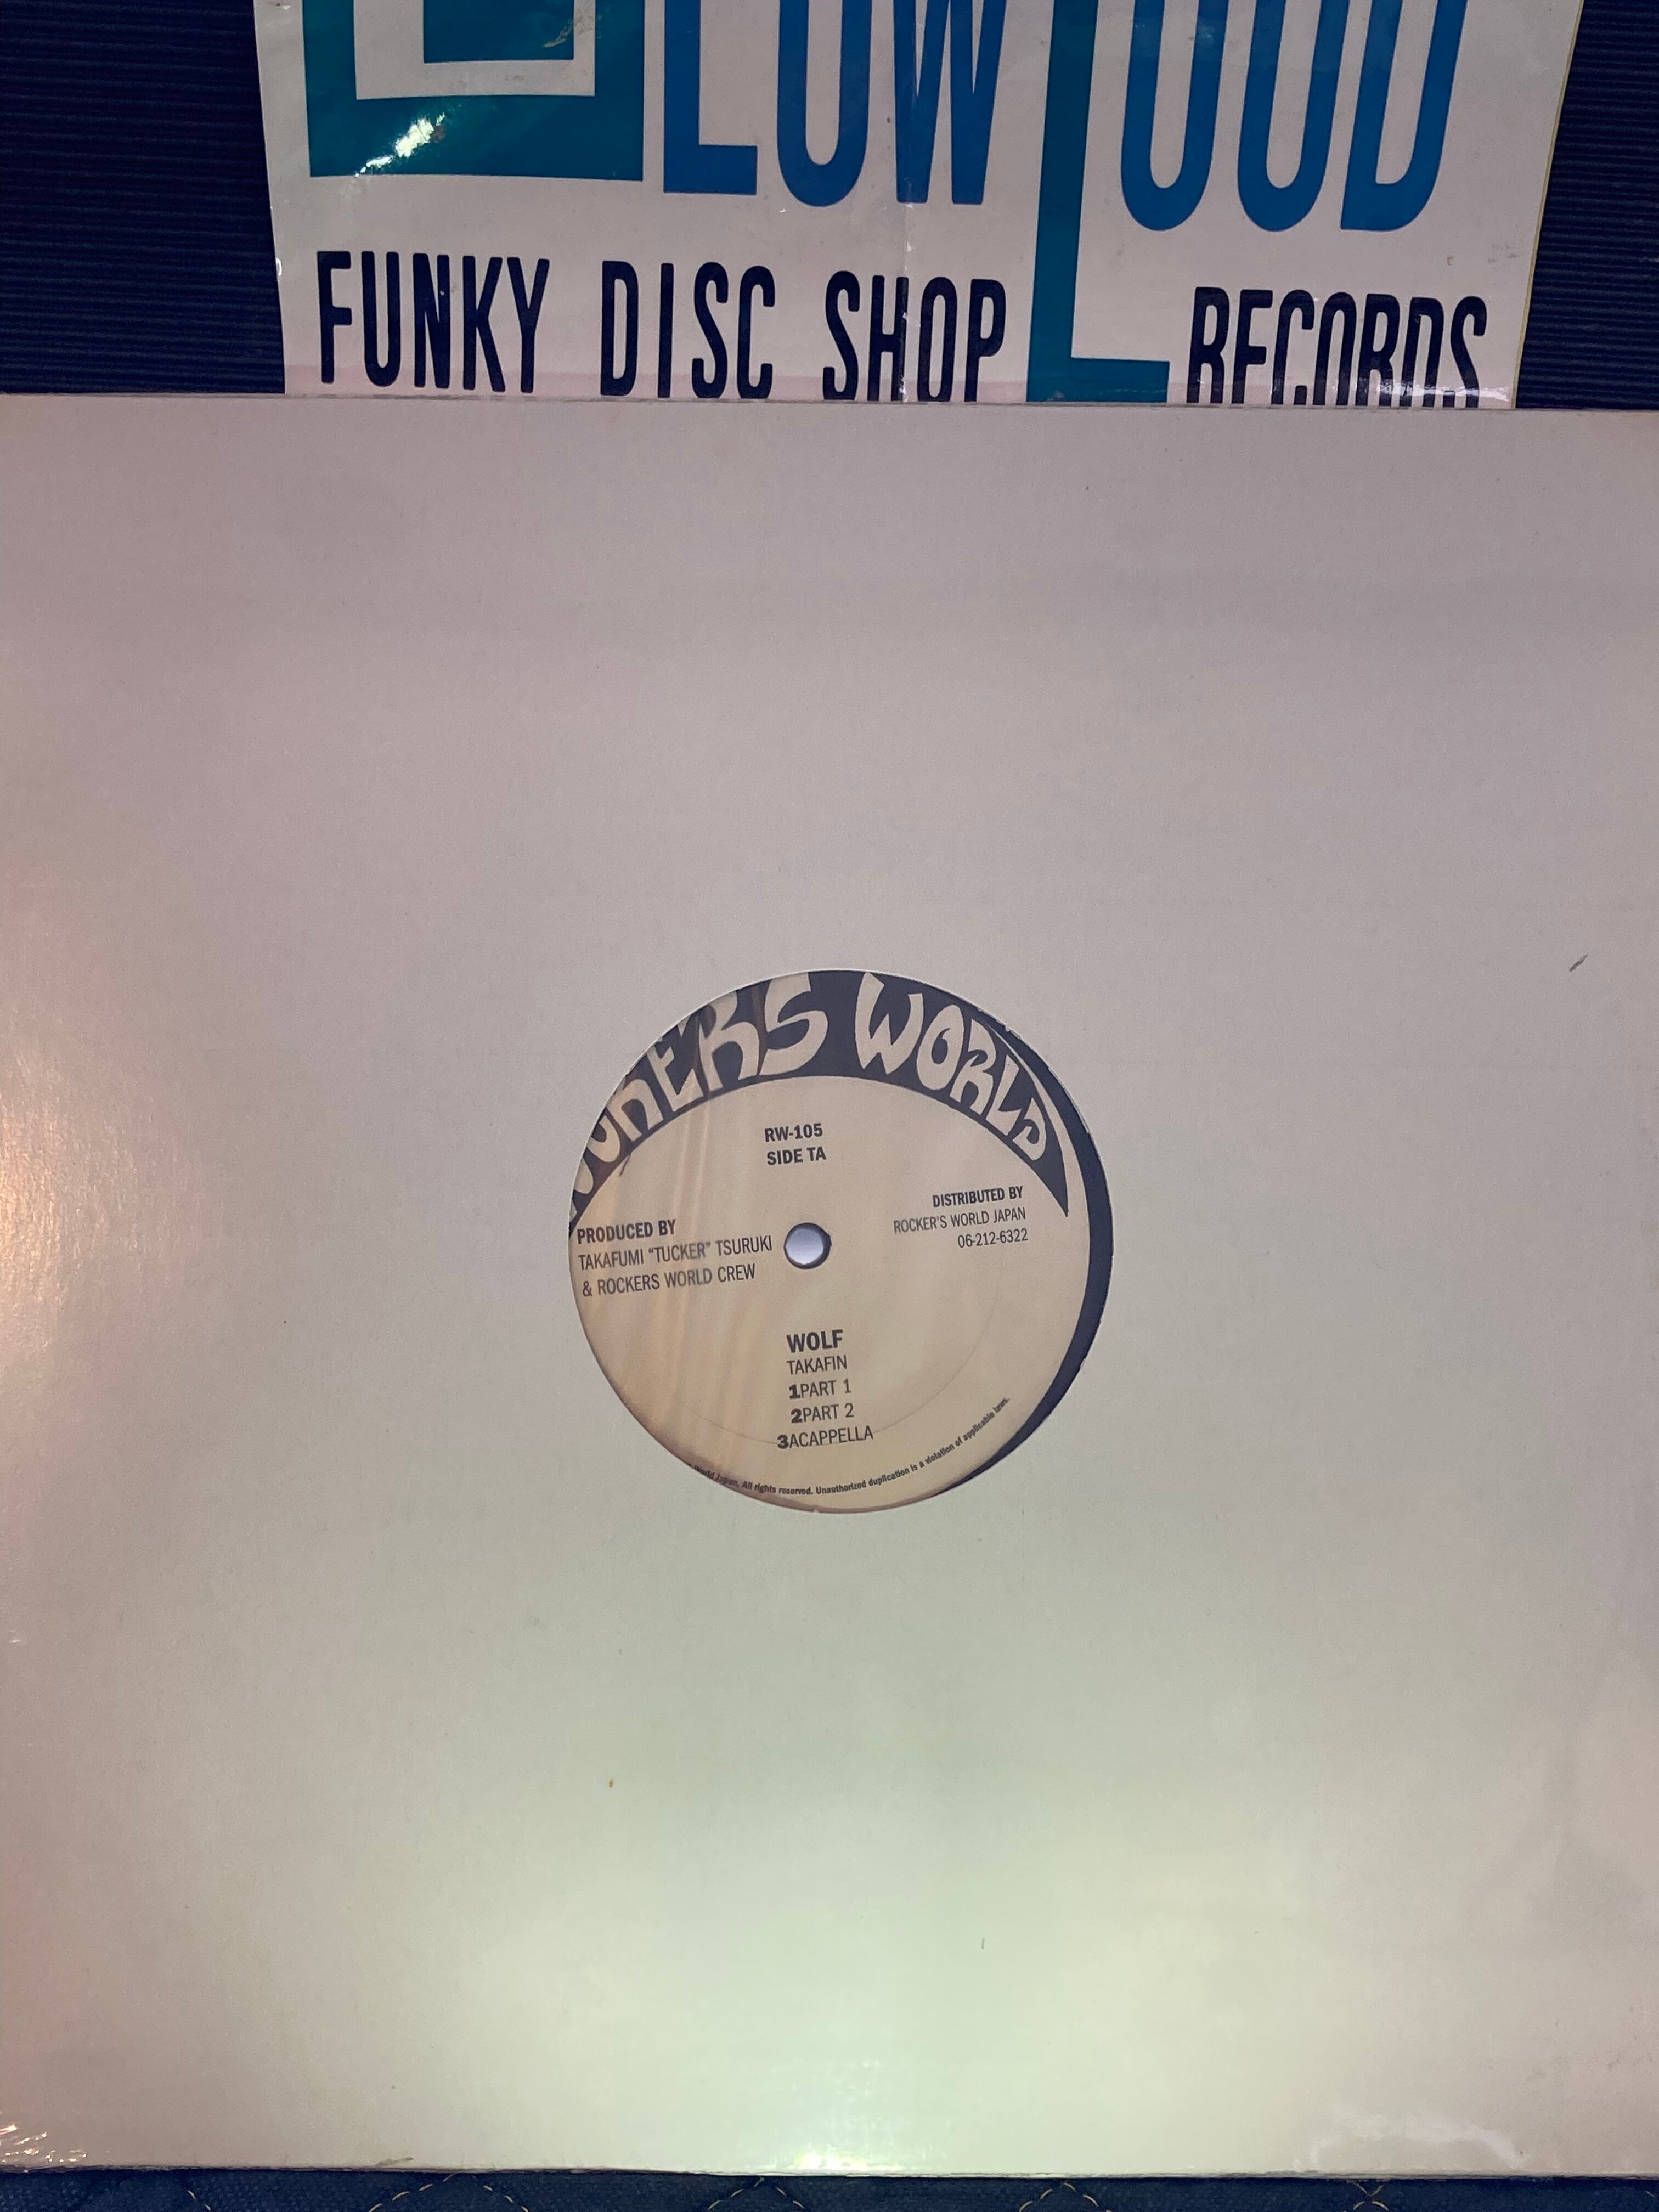 LOW LOUD
FUNKY DISC SHOP RECORDS
ROCKERS WORLD
RW-105
SIDE TA
PRODUCED BY
TAKAFUMI "TUCKER" TSURUKI
& ROCKERS WORLD CREW
DISTRIBUTED BY
ROCKER'S WORLD JAPAN
06-212-6322
WOLF
TAKAFIN
1PART 1
2PART 2
3ACAPPELLA
World Japan. All rights reserved. Unauthorized duplication is a violation of applicable laws.